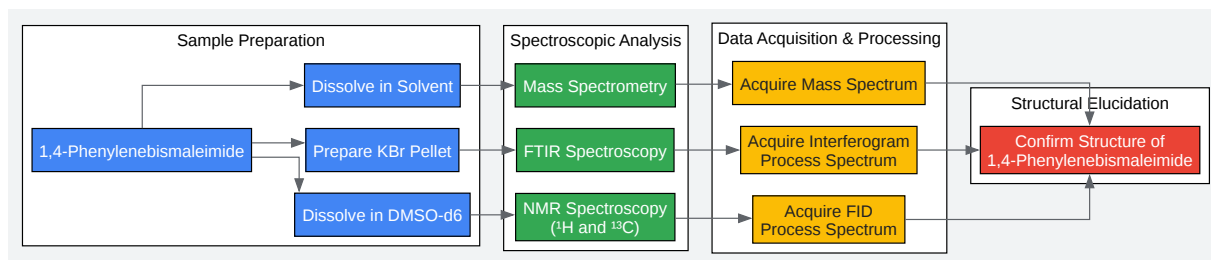 Sample Preparation
Spectroscopic Analysis
Data Acquisition & Processing
Structural Elucidation
Dissolve in Solvent
Mass Spectrometry
Acquire Mass Spectrum
1,4-Phenylenebismaleimide
Prepare KBr Pellet
FTIR Spectroscopy
Acquire Interferogram
Process Spectrum
Confirm Structure of
1,4-Phenylenebismaleimide
Dissolve in DMSO-d6
NMR Spectroscopy
(¹H and ¹³C)
Acquire FID
Process Spectrum